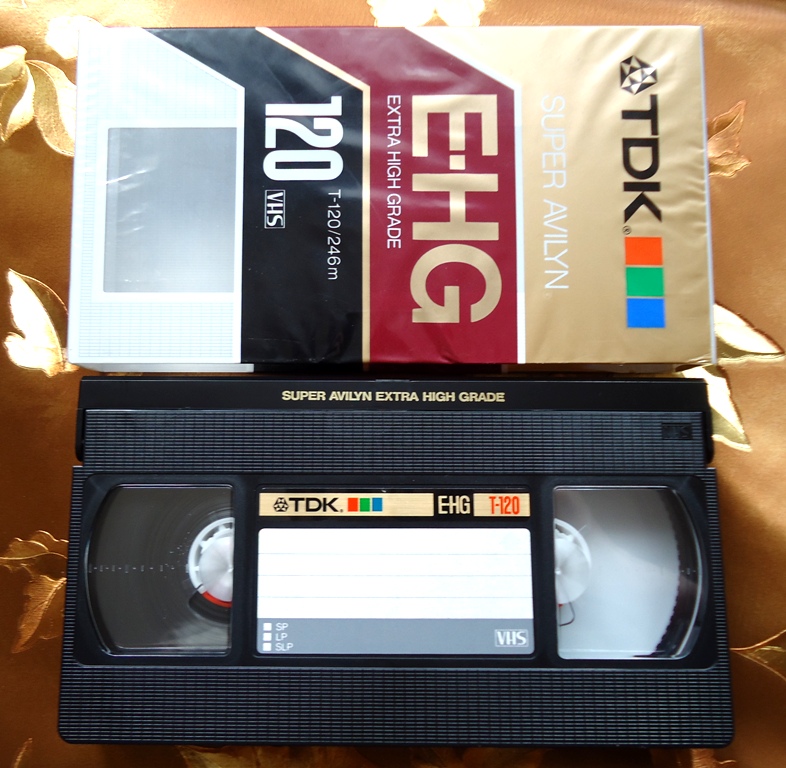 TDK®
SUPER AVILYN
E-HG
EXTRA HIGH GRADE
120
T-120/246m
VHS
SUPER AVILYN EXTRA HIGH GRADE
TDK®
E-HG
T-120
SP
LP
SLP
VHS